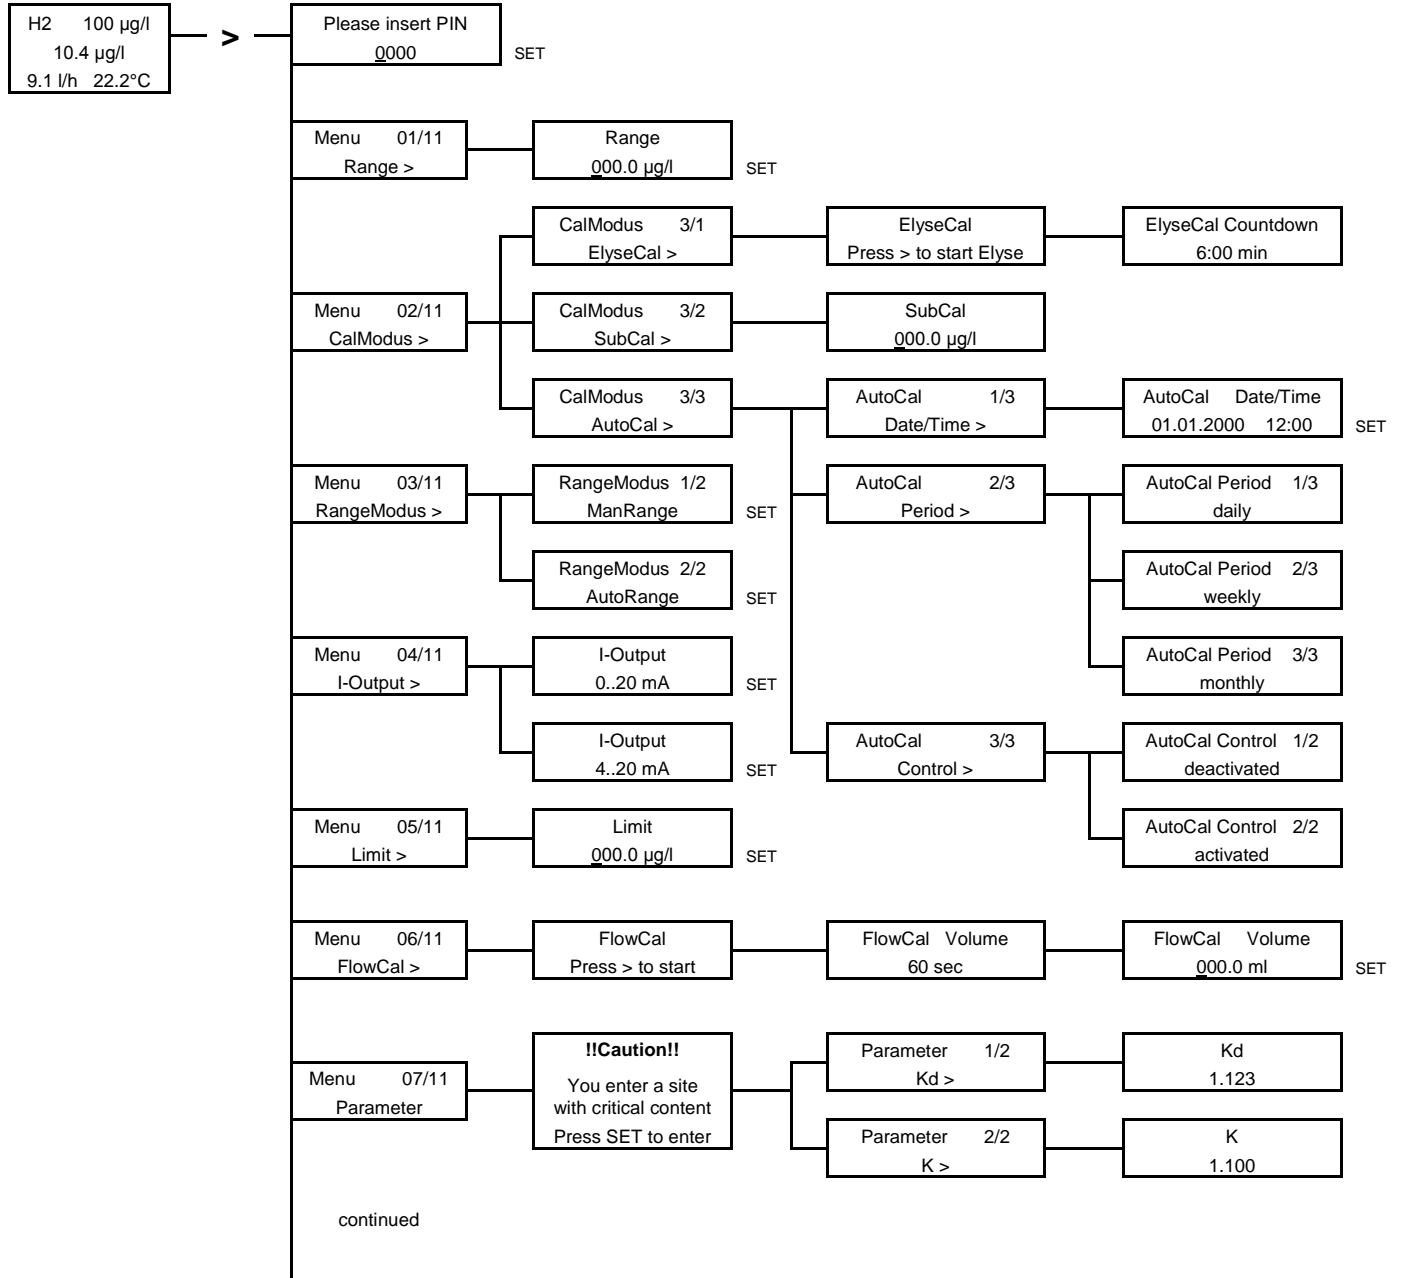 H2 100 µg/l
10.4 µg/l
9.1 l/h 22.2°C
>
Please insert PIN
0000
SET
Menu 01/11
Range >
Range
000.0 µg/l
SET
Menu 02/11
CalModus >
CalModus 3/1
ElyseCal >
ElyseCal
Press > to start Elyse
ElyseCal Countdown
6:00 min
CalModus 3/2
SubCal >
SubCal
000.0 µg/l
CalModus 3/3
AutoCal >
AutoCal 1/3
Date/Time >
AutoCal Date/Time
01.01.2000 12:00
SET
Menu 03/11
RangeModus >
RangeModus 1/2
ManRange
SET
RangeModus 2/2
AutoRange
SET
AutoCal 2/3
Period >
AutoCal Period 1/3
daily
AutoCal Period 2/3
weekly
AutoCal Period 3/3
monthly
Menu 04/11
I-Output >
I-Output
0..20 mA
SET
I-Output
4..20 mA
SET
AutoCal 3/3
Control >
AutoCal Control 1/2
deactivated
AutoCal Control 2/2
activated
Menu 05/11
Limit >
Limit
000.0 µg/l
SET
Menu 06/11
FlowCal >
FlowCal
Press > to start
FlowCal Volume
60 sec
FlowCal Volume
000.0 ml
SET
Menu 07/11
Parameter
!!Caution!!
You enter a site
with critical content
Press SET to enter
Parameter 1/2
Kd >
Kd
1.123
Parameter 2/2
K >
K
1.100
continued